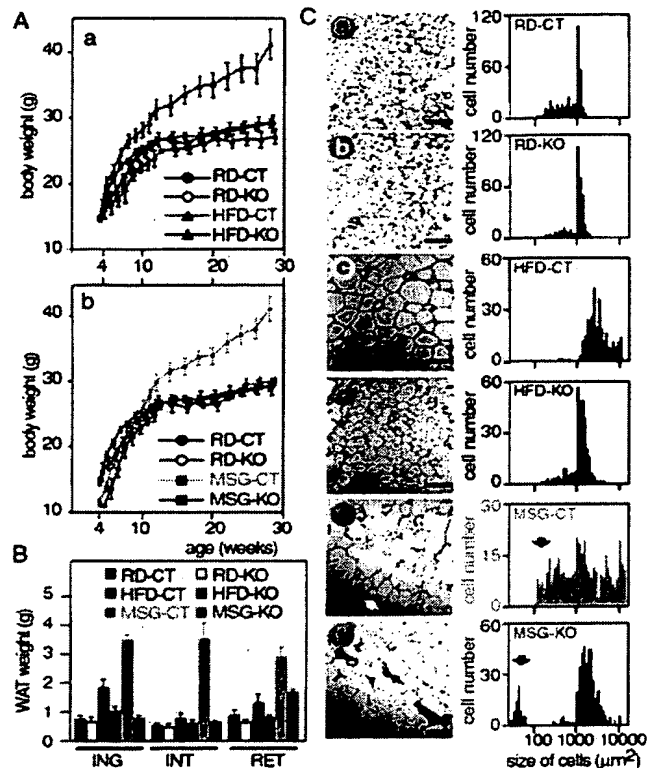 A
a
body weight (g)
40
30
20
10
4
10
20
30
RD-CT
RD-KO
HFD-CT
HFD-KO
b
body weight (g)
40
30
20
10
4
10
20
30
age (weeks)
RD-CT
RD-KO
MSG-CT
MSG-KO
B
RD-CT
RD-KO
HFD-CT
HFD-KO
MSG-CT
MSG-KO
WAT weight (g)
5
4
3
2
1
0
ING
INT
RET
C
a
RD-CT
cell number
120
60
0
b
RD-KO
cell number
120
60
0
c
HFD-CT
cell number
60
30
0
HFD-KO
cell number
60
30
0
MSG-CT
cell number
30
15
0
MSG-KO
cell number
60
30
0
100
1000
10000
size of cells (μm²)